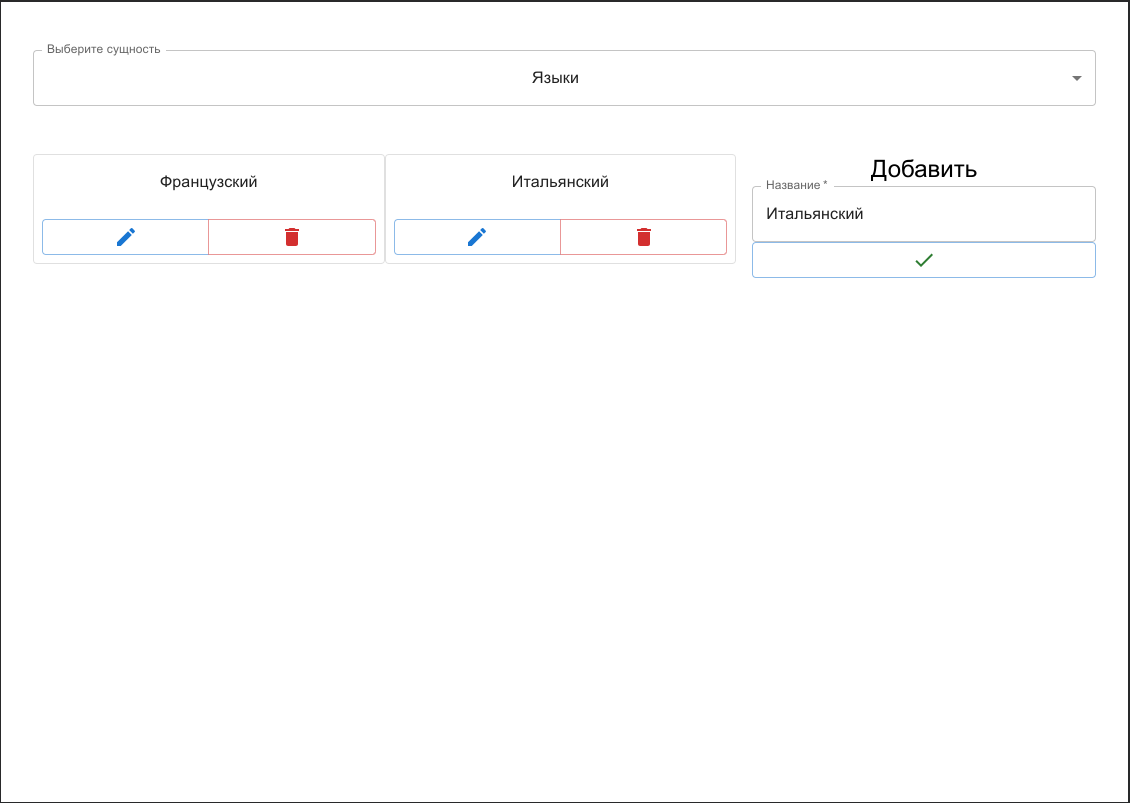 Выберите сущность
Языки
Французский
Итальянский
Добавить
Название *
Итальянский